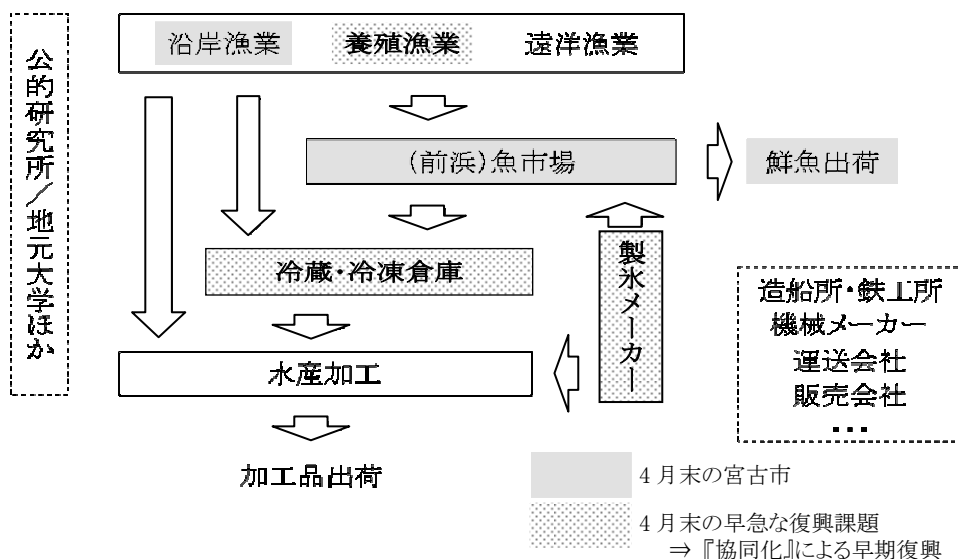 沿岸漁業 養殖漁業 遠洋漁業
公的研究所／地元大学ほか
(前浜)魚市場
鮮魚出荷
冷蔵・冷凍倉庫
製氷メーカー
水産加工
造船所・鉄工所
機械メーカー
運送会社
販売会社
・・・
加工品出荷
4月末の宮古市
4月末の早急な復興課題
⇒『協同化』による早期復興